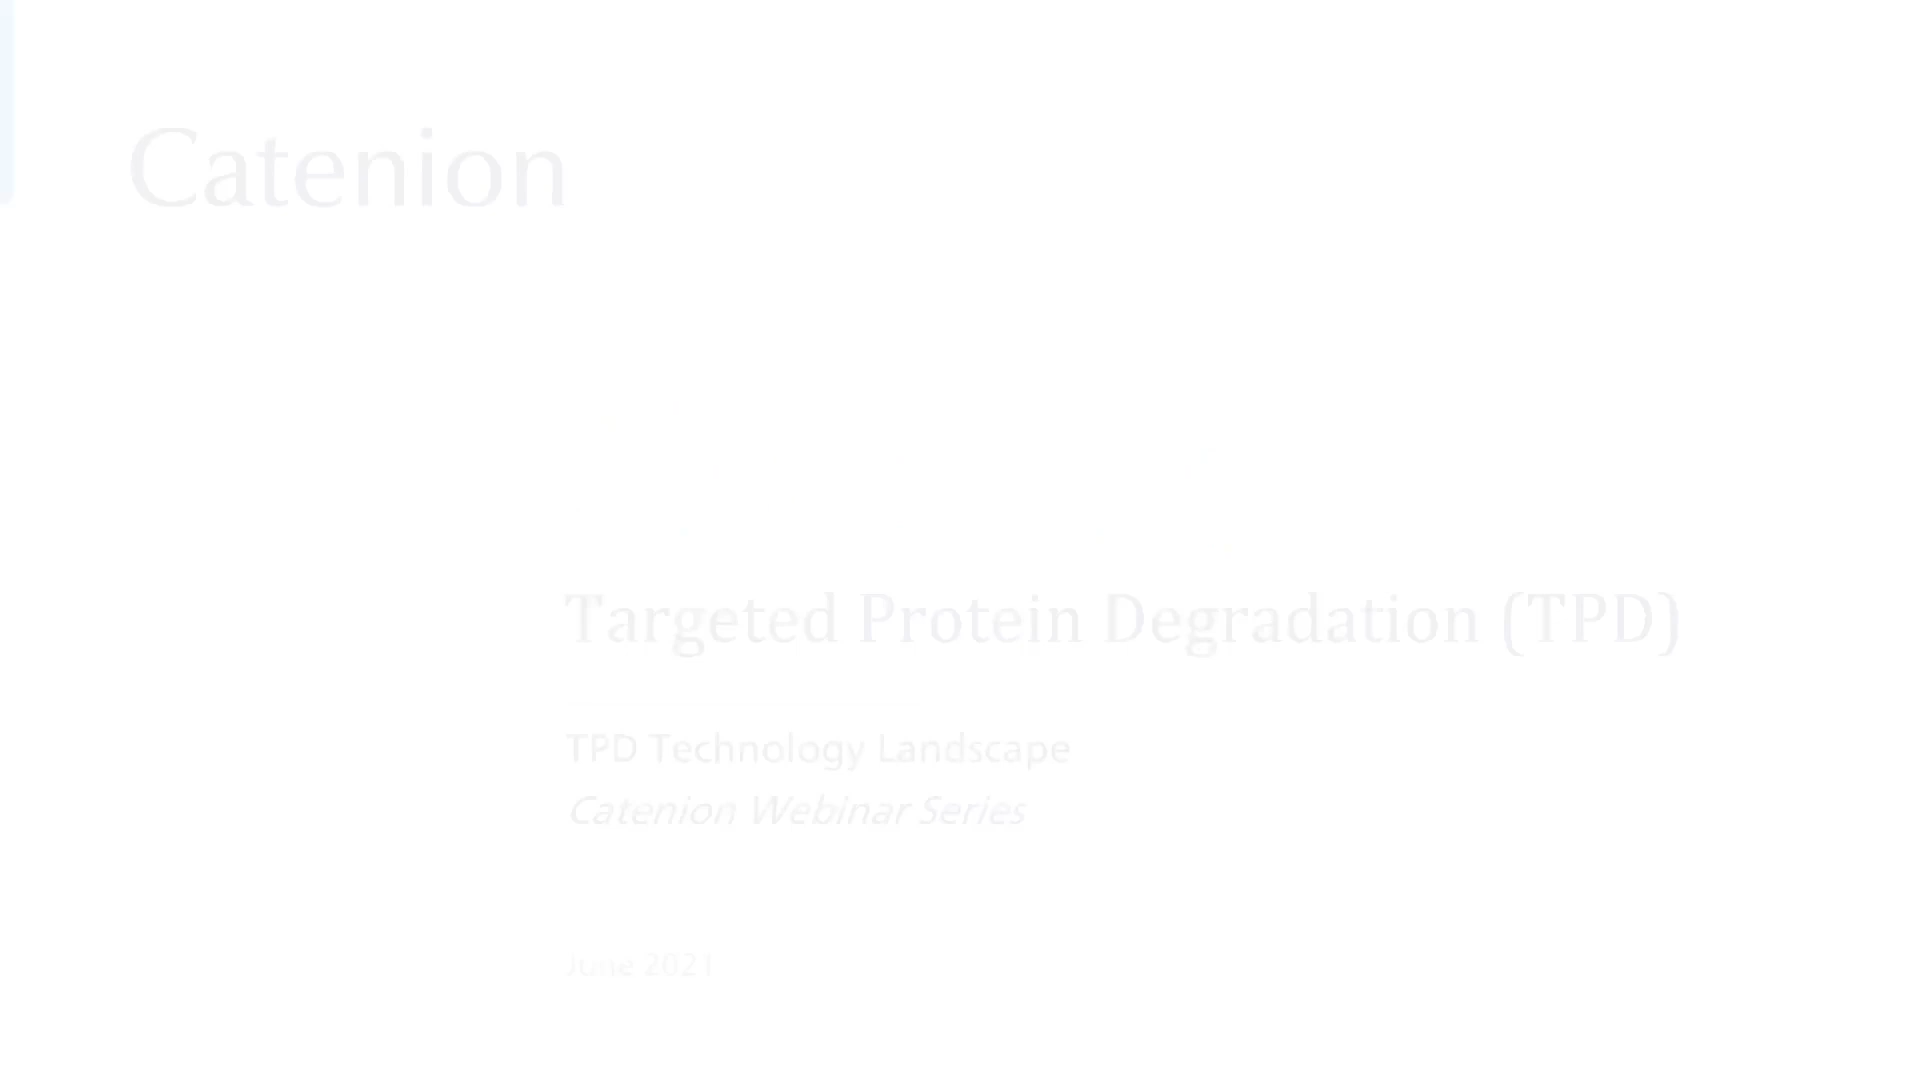 Catenion
Targeted Protein Degradation (TPD)
TPD Technology Landscape
Catenion Webinar Series
June 2021